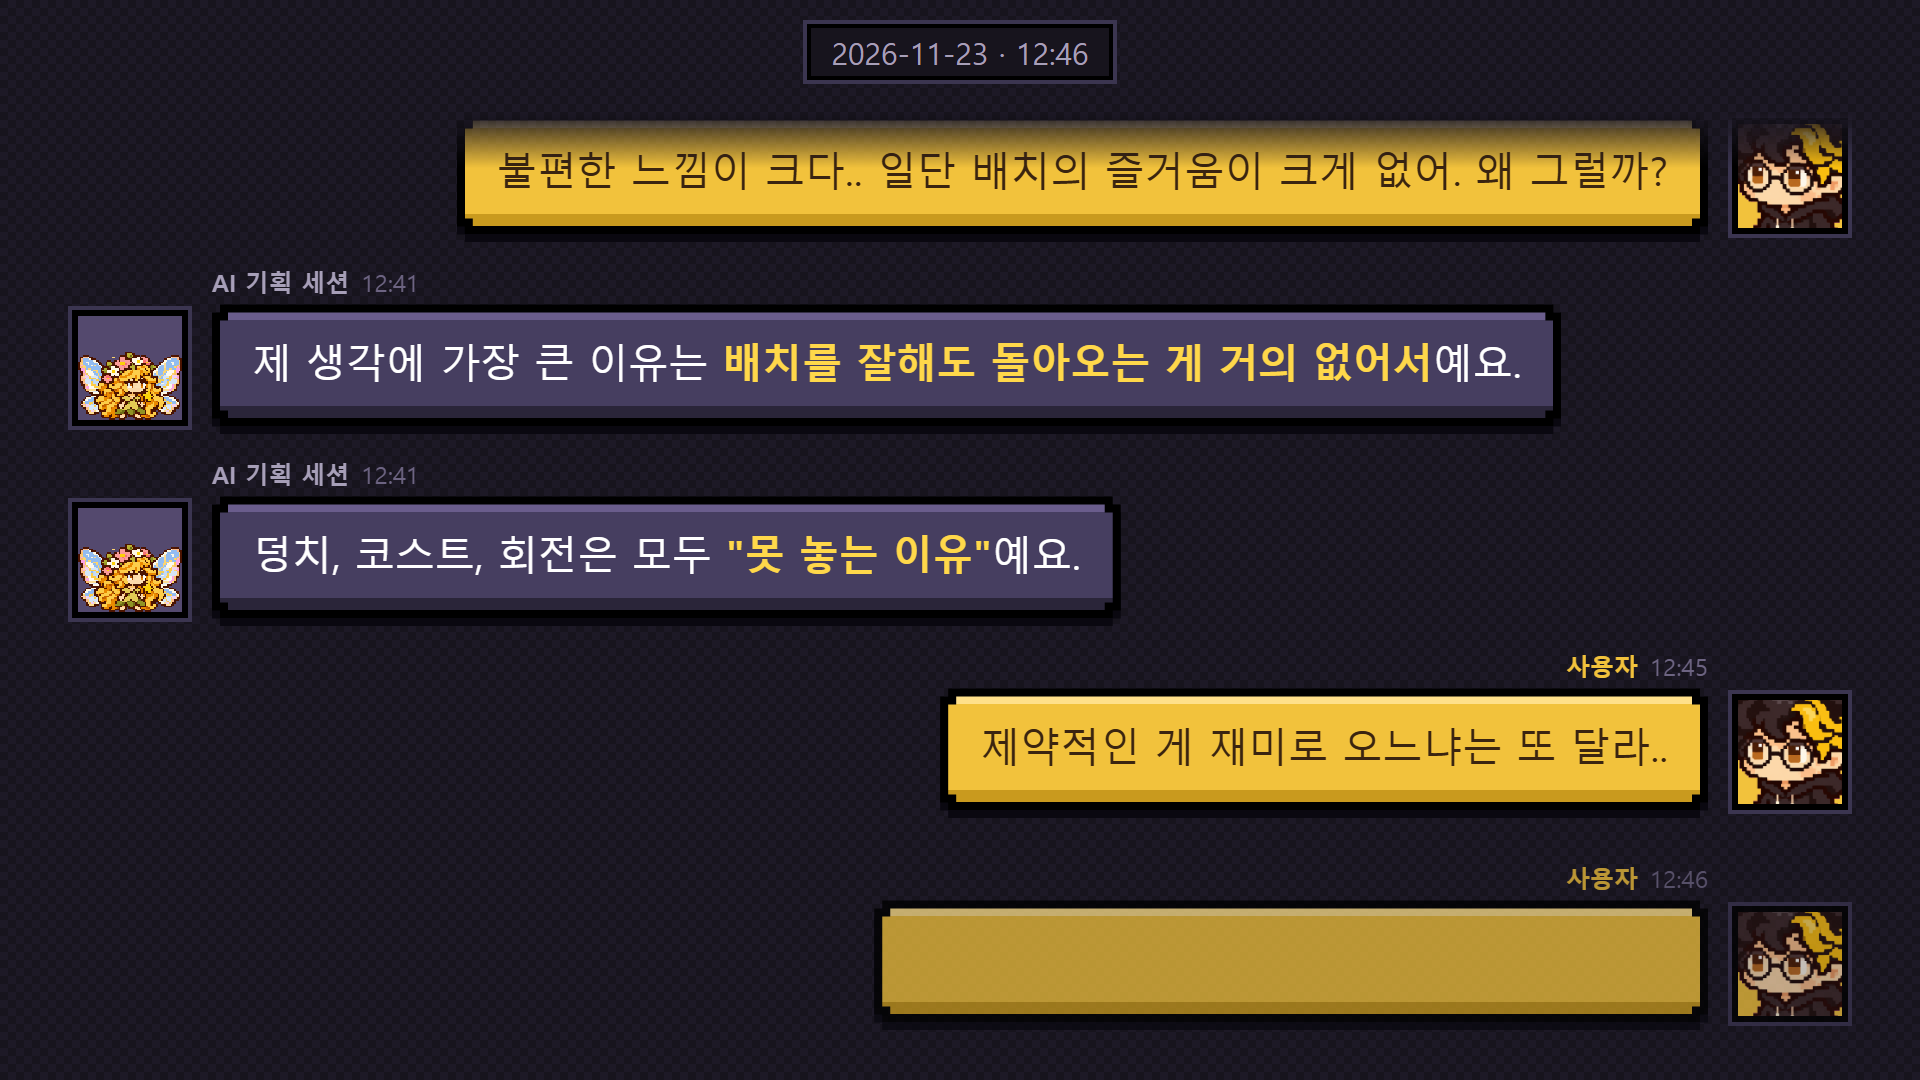 2026-11-23 · 12:46
불편한 느낌이 크다.. 일단 배치의 즐거움이 크게 없어. 왜 그럴까?
AI 기획 세션 12:41
제 생각에 가장 큰 이유는 배치를 잘해도 돌아오는 게 거의 없어서예요.
AI 기획 세션 12:41
덩치, 코스트, 회전은 모두 "못 놓는 이유"예요.
사용자 12:45
제약적인 게 재미로 오느냐는 또 달라..
사용자 12:46